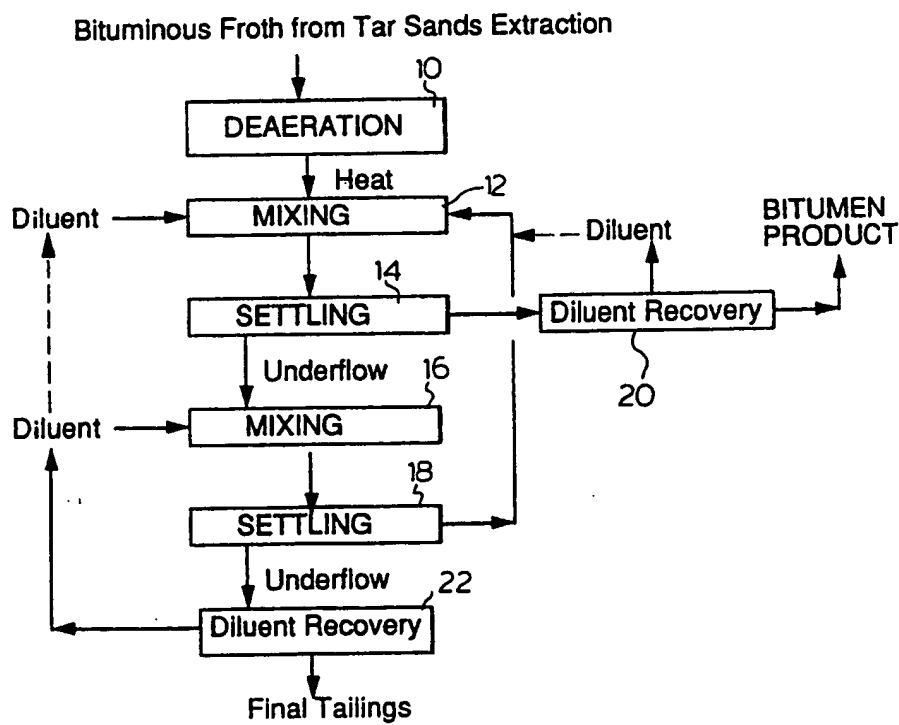 Bituminous Froth from Tar Sands Extraction
10
DEAERATION
Heat
12
Diluent
MIXING
Diluent
BITUMEN
PRODUCT
14
SETTLING
Diluent Recovery
20
Underflow
16
Diluent
MIXING
18
SETTLING
Underflow
22
Diluent Recovery
Final Tailings